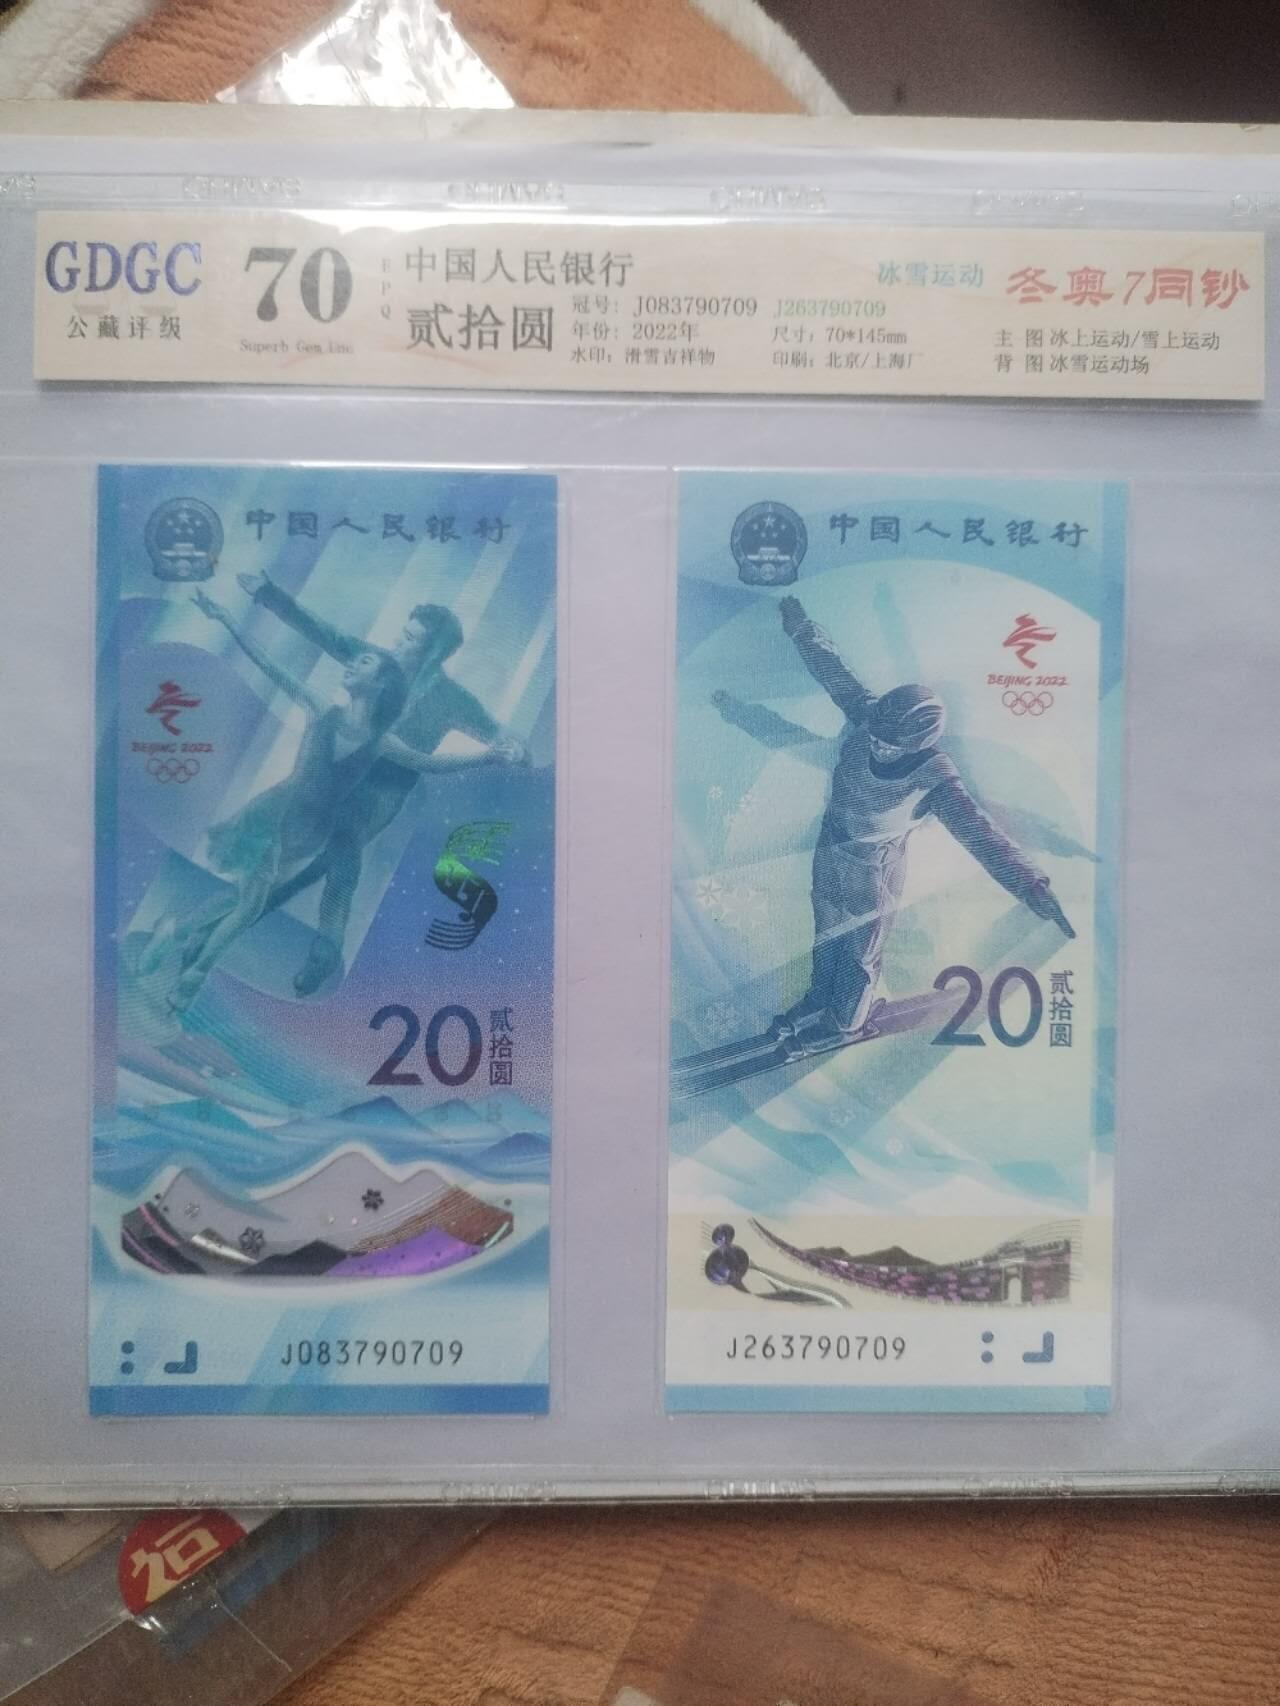 GDGC
公藏评级
70
EPQ
Superb Gem Unc
中国人民银行
贰拾圆
冠号: J083790709 J263790709
年份: 2022年 尺寸: 70*145mm
水印: 滑雪吉祥物 印刷: 北京/上海厂
冰雪运动
冬奥7同钞
主 图 冰上运动/雪上运动
背 图 冰雪运动场
中国人民银行
BEIJING 2022
20
贰拾圆
J083790709
中国人民银行
BEIJING 2022
20
贰拾圆
J263790709